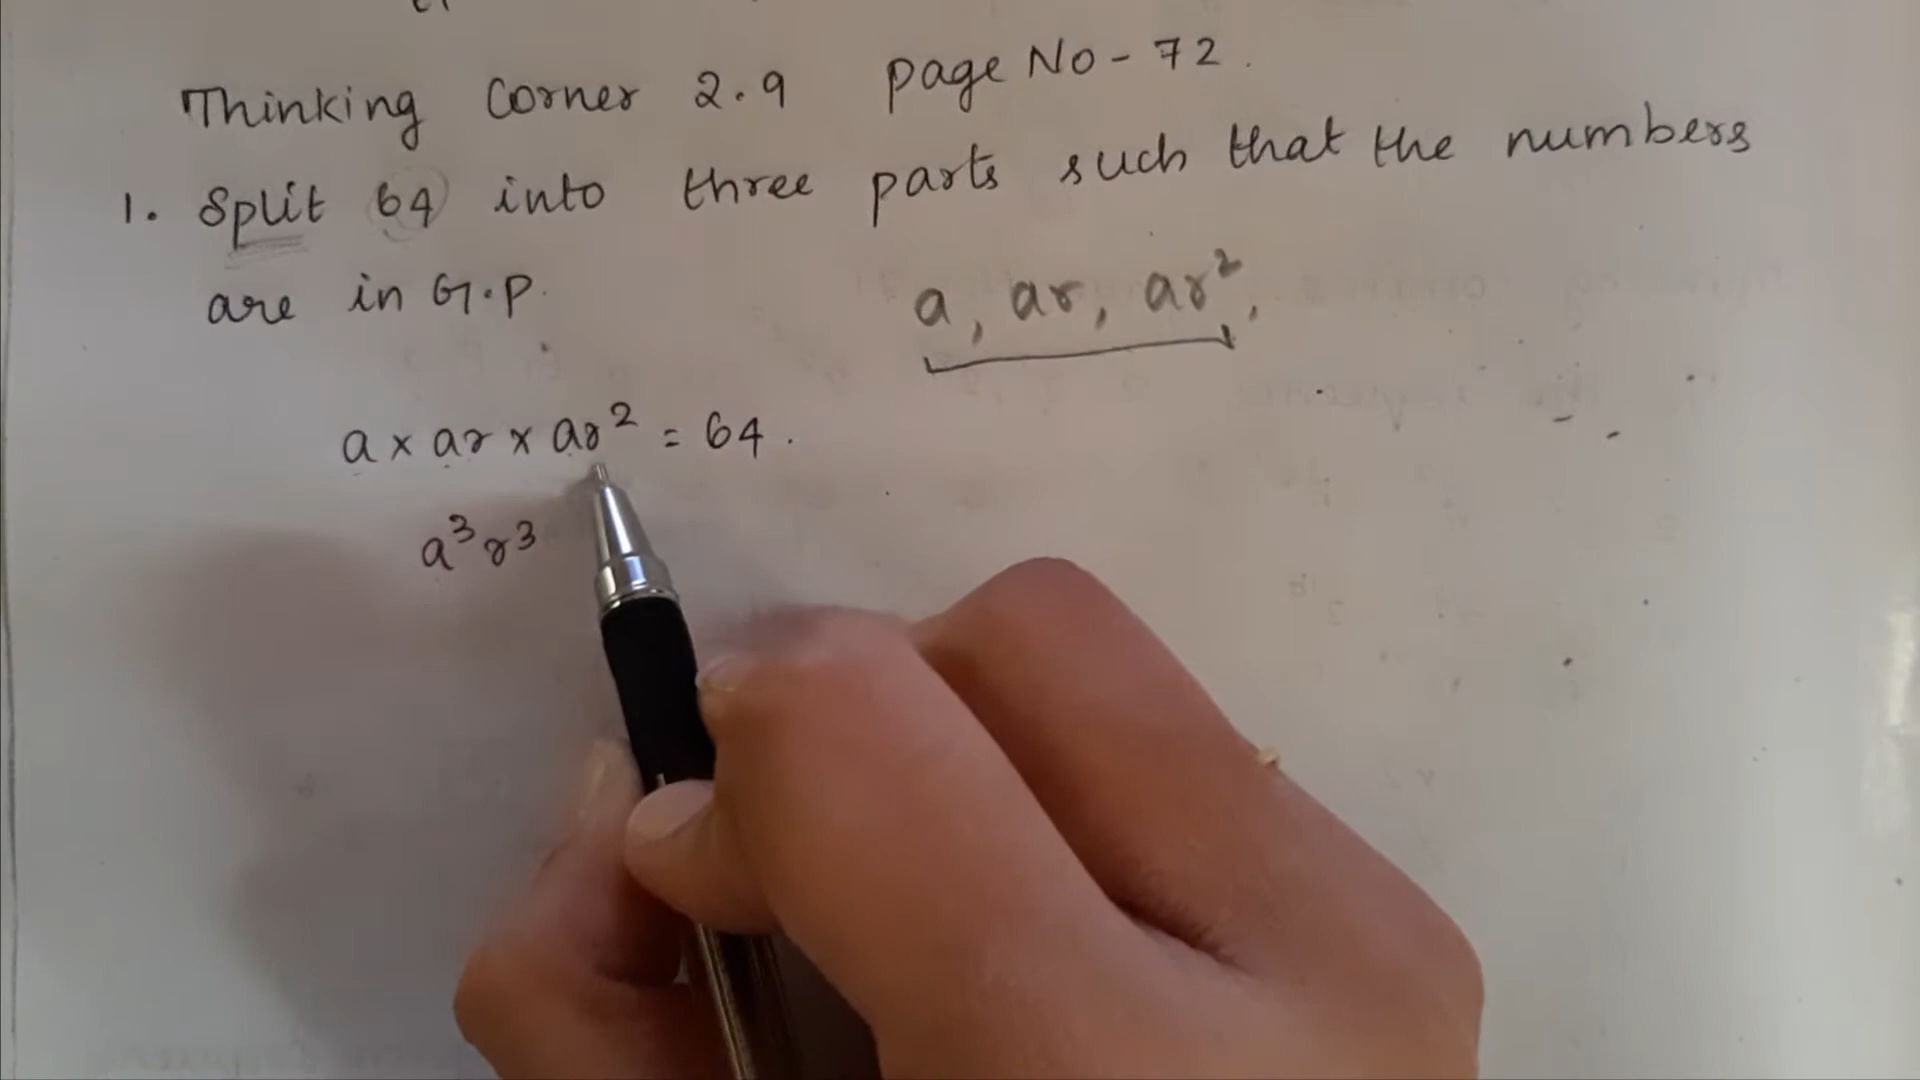 Thinking Corner 2.9 page No - 72.
1. Split 64 into three parts such that the numbers
are in G.P.
a, ar, ar²,
a × ar × ar² = 64.
a³r³